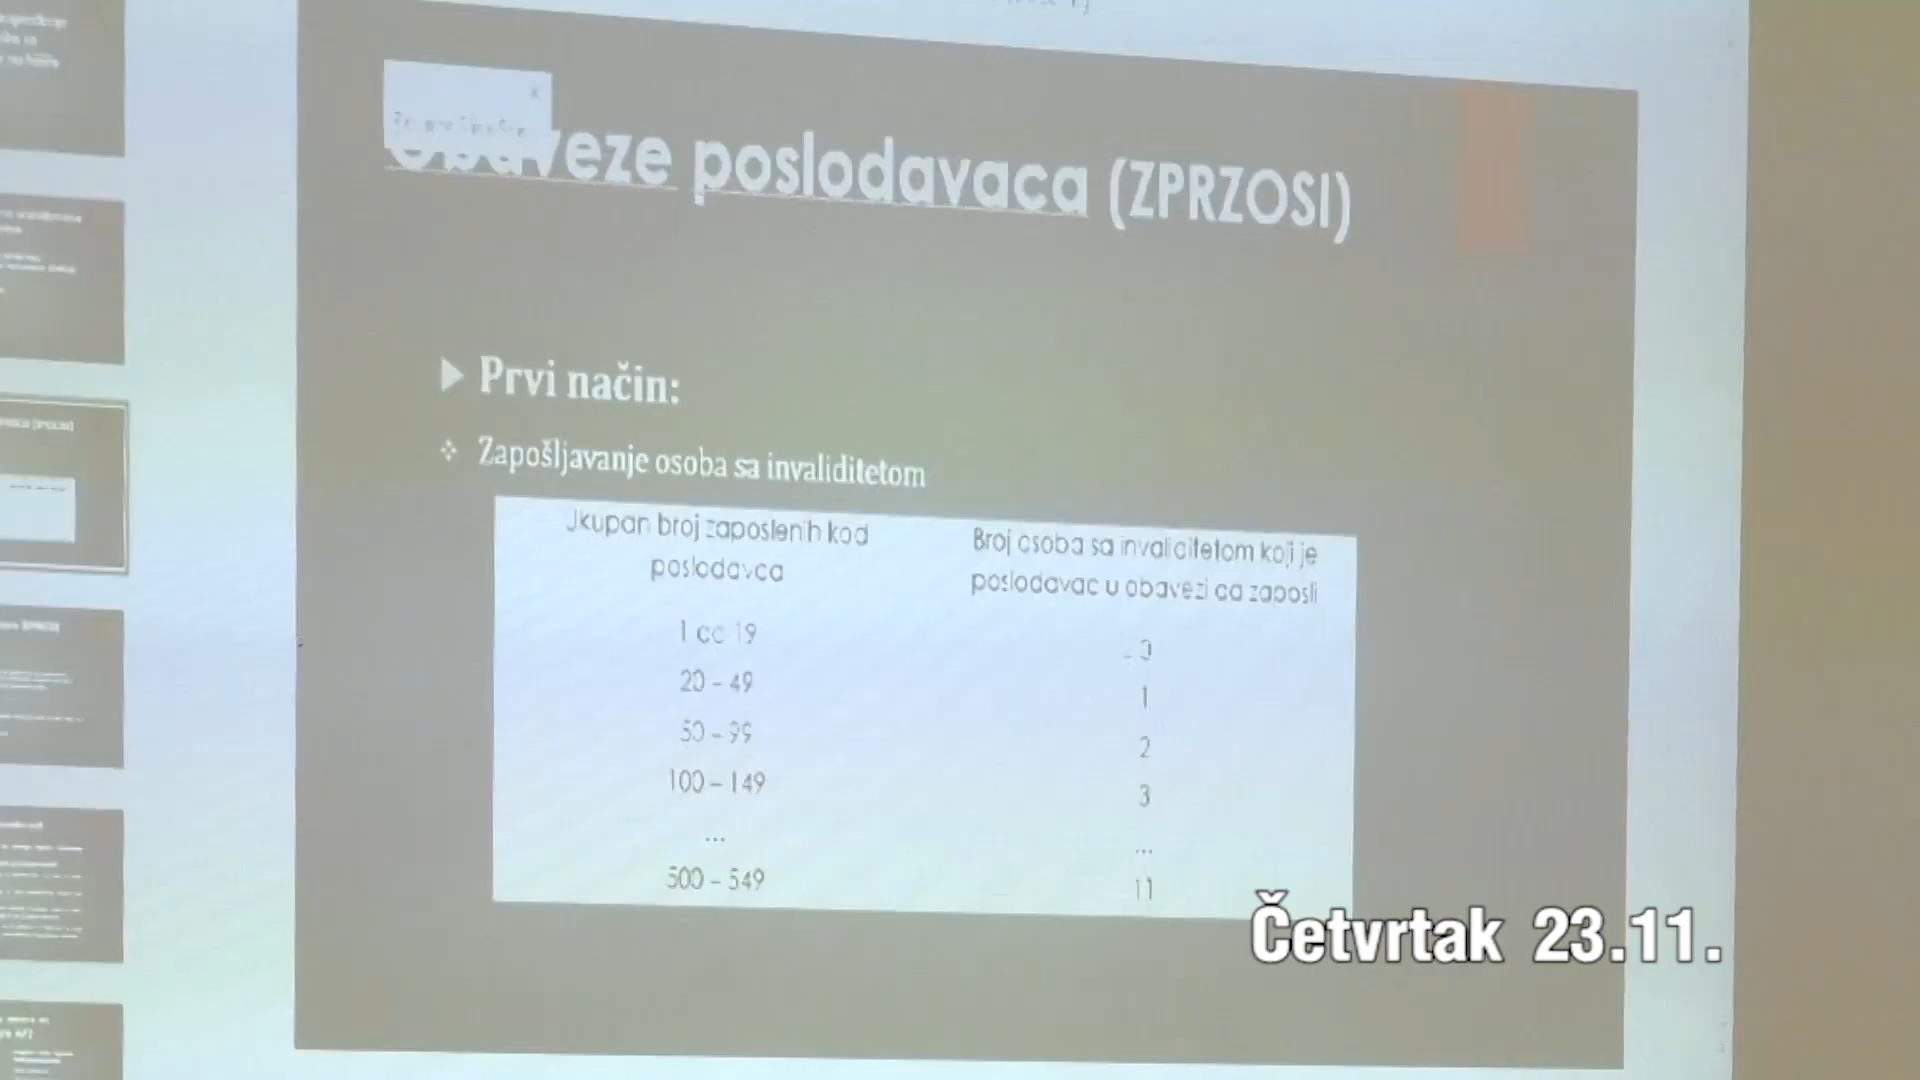 Obaveze poslodavaca (ZPRZOSI)
Prvi način:
Zapošljavanje osoba sa invaliditetom
Ukupan broj zaposlenih kod
poslodavca
Broj osoba sa invaliditetom koji je
poslodavac u obavezi da zaposli
1 do 19
0
20 – 49
1
50 – 99
2
100 – 149
3
...
...
500 – 549
11
Četvrtak 23.11.